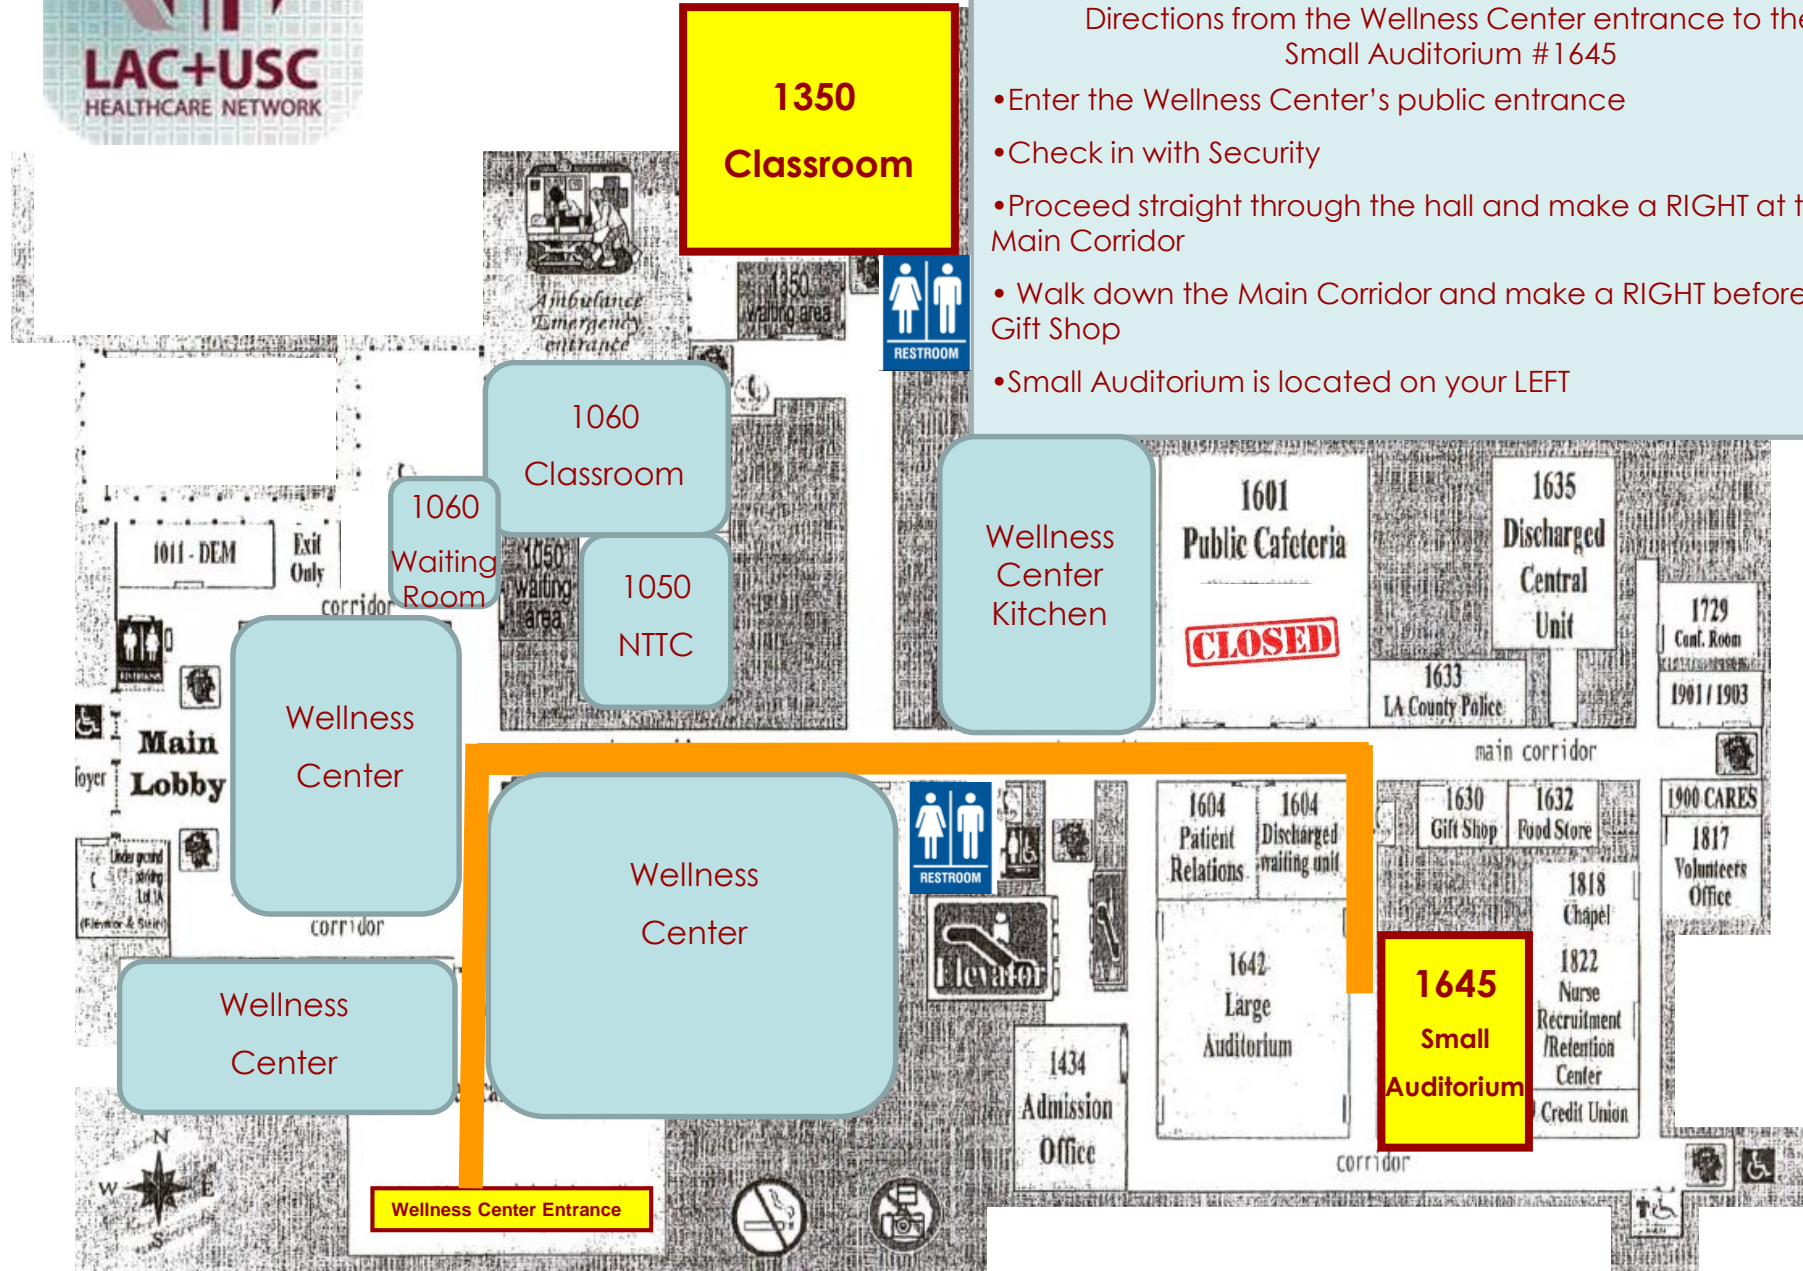 LAC+USC
HEALTHCARE NETWORK
1350
Classroom
Directions from the Wellness Center entrance to the
Small Auditorium #1645
•Enter the Wellness Center's public entrance
•Check in with Security
•Proceed straight through the hall and make a RIGHT at t
Main Corridor
• Walk down the Main Corridor and make a RIGHT before
Gift Shop
•Small Auditorium is located on your LEFT
Ambulance
Emergency
entrance
1350
waiting area
RESTROOM
1060
Classroom
1060
Waiting
Room
1050
waiting
area
1050
NTTC
1011 - DEM
Exit
Only
corridor
Wellness
Center
Kitchen
1601
Public Cafeteria
CLOSED
1635
Discharged
Central
Unit
1633
LA County Police
1729
Conf. Room
1901 / 1903
Main
Lobby
foyer
Wellness
Center
main corridor
Wellness
Center
RESTROOM
Elevator
1604
Patient
Relations
1604
Discharged
waiting unit
1630
Gift Shop
1632
Food Store
1900 CARES
1817
Volunteers
Office
Under ground
parking
Lot 1A
(Elevator & Stairs)
corridor
Wellness
Center
1642
Large
Auditorium
1645
Small
Auditorium
1818
Chapel
1822
Nurse
Recruitment
/Retention
Center
Credit Union
1434
Admission
Office
corridor
N
W
E
S
Wellness Center Entrance